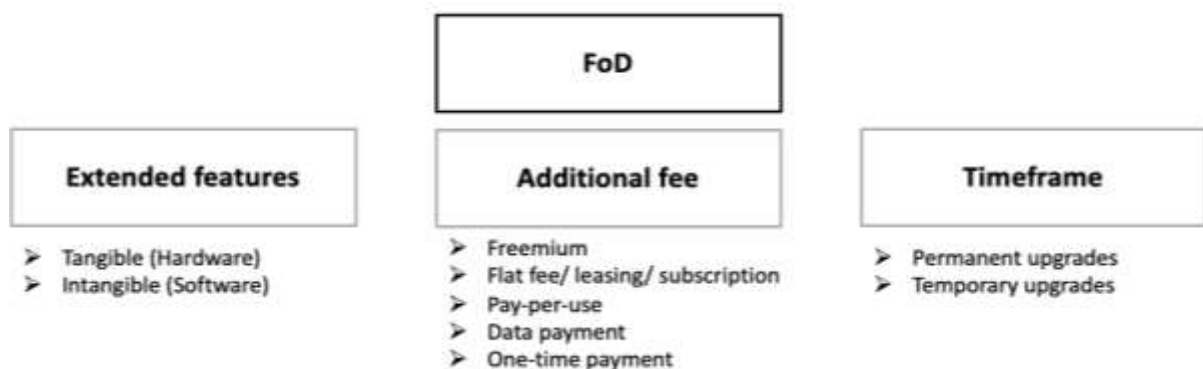 FoD
Extended features
➢ Tangible (Hardware)
➢ Intangible (Software)
Additional fee
➢ Freemium
➢ Flat fee/ leasing/ subscription
➢ Pay-per-use
➢ Data payment
➢ One-time payment
Timeframe
➢ Permanent upgrades
➢ Temporary upgrades